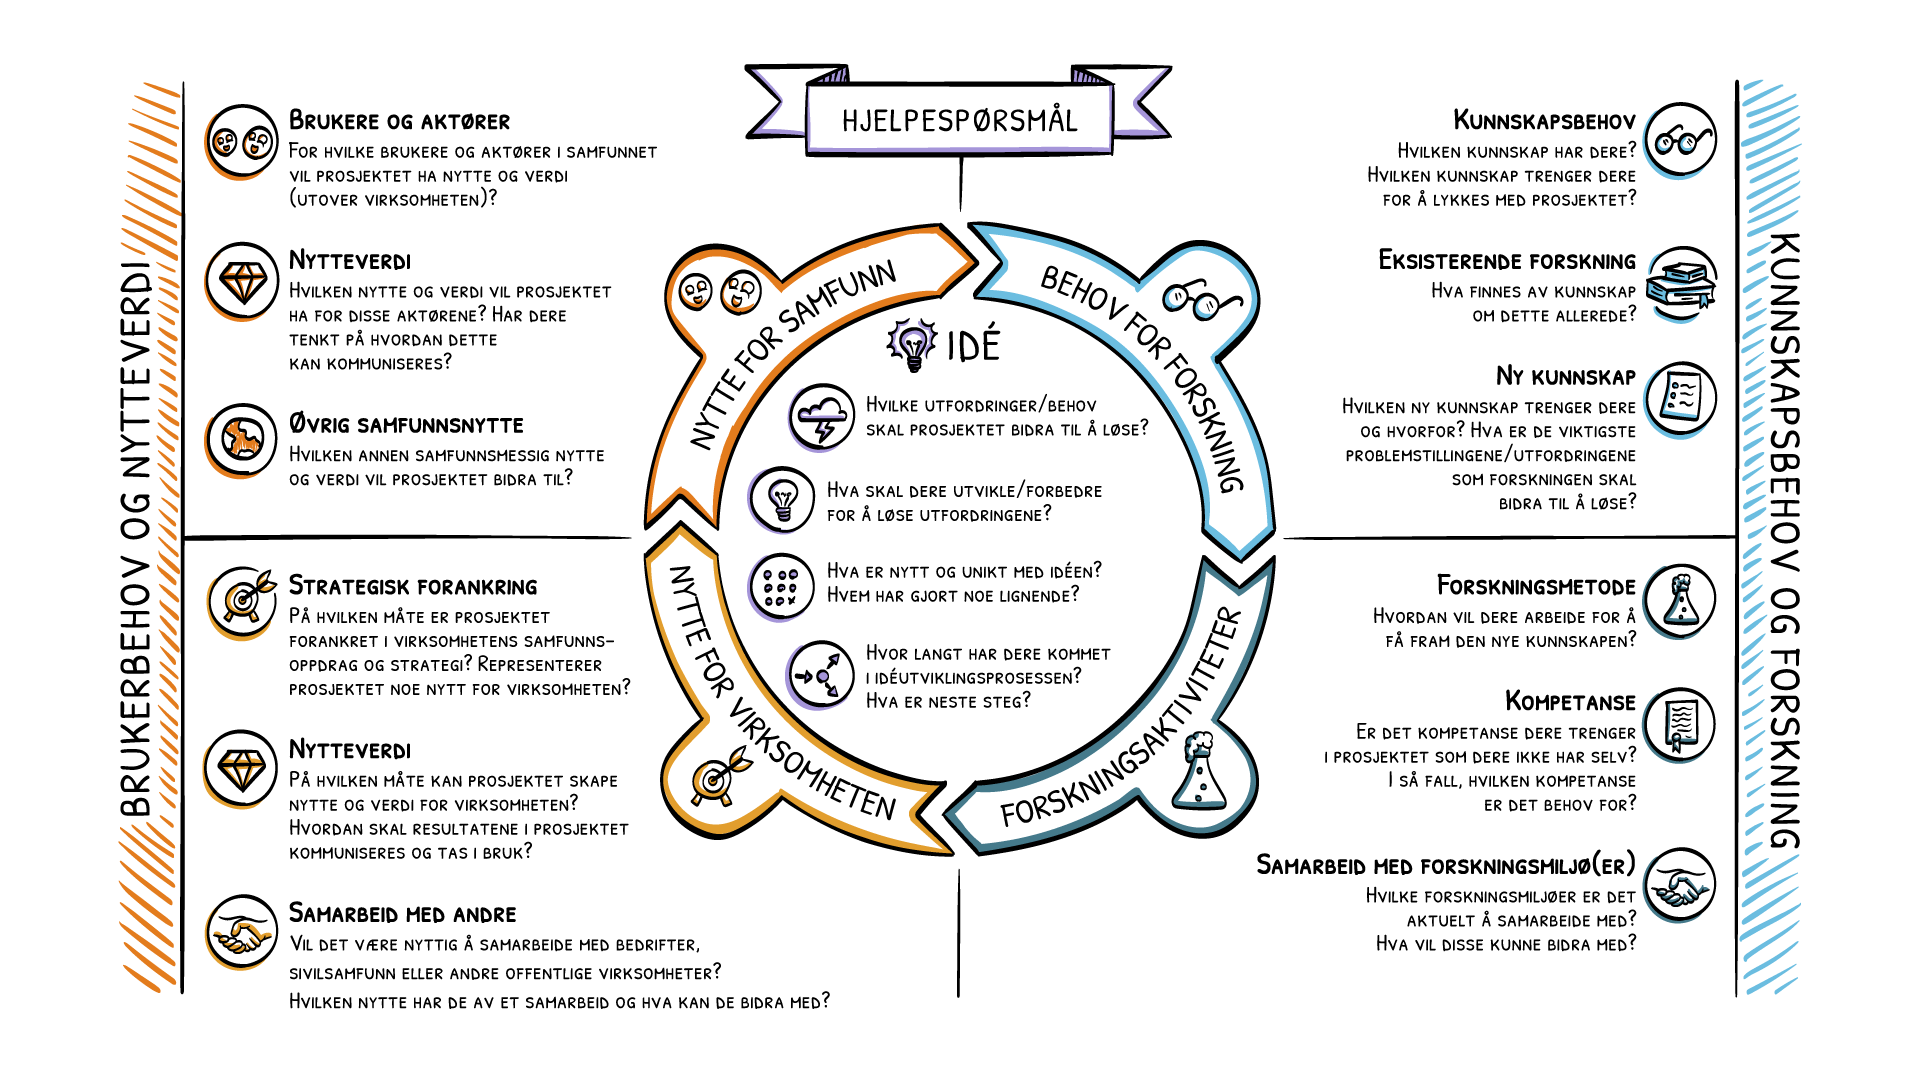 HJELPESPØRSMÅL
BRUKERBEHOV OG NYTTEVERDI
BRUKERE OG AKTØRER
FOR HVILKE BRUKERE OG AKTØRER I SAMFUNNET
VIL PROSJEKTET HA NYTTE OG VERDI
(UTOVER VIRKSOMHETEN)?
NYTTEVERDI
HVILKEN NYTTE OG VERDI VIL PROSJEKTET
HA FOR DISSE AKTØRENE? HAR DERE
TENKT PÅ HVORDAN DETTE
KAN KOMMUNISERES?
ØVRIG SAMFUNNSNYTTE
HVILKEN ANNEN SAMFUNNSMESSIG NYTTE
OG VERDI VIL PROSJEKTET BIDRA TIL?
STRATEGISK FORANKRING
PÅ HVILKEN MÅTE ER PROSJEKTET
FORANKRET I VIRKSOMHETENS SAMFUNNS-
OPPDRAG OG STRATEGI? REPRESENTERER
PROSJEKTET NOE NYTT FOR VIRKSOMHETEN?
NYTTEVERDI
PÅ HVILKEN MÅTE KAN PROSJEKTET SKAPE
NYTTE OG VERDI FOR VIRKSOMHETEN?
HVORDAN SKAL RESULTATENE I PROSJEKTET
KOMMUNISERES OG TAS I BRUK?
SAMARBEID MED ANDRE
VIL DET VÆRE NYTTIG Å SAMARBEIDE MED BEDRIFTER,
SIVILSAMFUNN ELLER ANDRE OFFENTLIGE VIRKSOMHETER?
HVILKEN NYTTE HAR DE AV ET SAMARBEID OG HVA KAN DE BIDRA MED?
NYTTE FOR SAMFUNN
BEHOV FOR FORSKNING
FORSKNINGSAKTIVITETER
NYTTE FOR VIRKSOMHETEN
IDÉ
HVILKE UTFORDRINGER/BEHOV
SKAL PROSJEKTET BIDRA TIL Å LØSE?
HVA SKAL DERE UTVIKLE/FORBEDRE
FOR Å LØSE UTFORDRINGENE?
HVA ER NYTT OG UNIKT MED IDÉEN?
HVEM HAR GJORT NOE LIGNENDE?
HVOR LANGT HAR DERE KOMMET
I IDÉUTVIKLINGSPROSESSEN?
HVA ER NESTE STEG?
KUNNSKAPSBEHOV
HVILKEN KUNNSKAP HAR DERE?
HVILKEN KUNNSKAP TRENGER DERE
FOR Å LYKKES MED PROSJEKTET?
EKSISTERENDE FORSKNING
HVA FINNES AV KUNNSKAP
OM DETTE ALLEREDE?
NY KUNNSKAP
HVILKEN NY KUNNSKAP TRENGER DERE
OG HVORFOR? HVA ER DE VIKTIGSTE
PROBLEMSTILLINGENE/UTFORDRINGENE
SOM FORSKNINGEN SKAL
BIDRA TIL Å LØSE?
FORSKNINGSMETODE
HVORDAN VIL DERE ARBEIDE FOR Å
FÅ FRAM DEN NYE KUNNSKAPEN?
KOMPETANSE
ER DET KOMPETANSE DERE TRENGER
I PROSJEKTET SOM DERE IKKE HAR SELV?
I SÅ FALL, HVILKEN KOMPETANSE
ER DET BEHOV FOR?
SAMARBEID MED FORSKNINGSMILJØ(ER)
HVILKE FORSKNINGSMILJØER ER DET
AKTUELT Å SAMARBEIDE MED?
HVA VIL DISSE KUNNE BIDRA MED?
KUNNSKAPSBEHOV OG FORSKNING